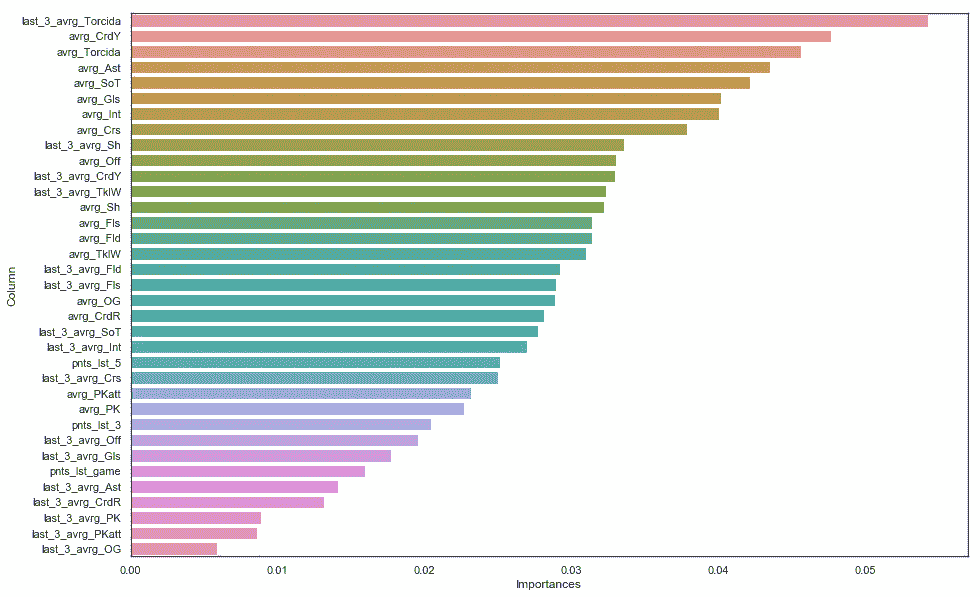 last_3_avrg_Torcida
avrg_CrdY
avrg_Torcida
avrg_Ast
avrg_SoT
avrg_Gls
avrg_Int
avrg_Crs
last_3_avrg_Sh
avrg_Off
last_3_avrg_CrdY
last_3_avrg_TklW
avrg_Sh
avrg_Fls
avrg_Fld
avrg_TklW
last_3_avrg_Fld
last_3_avrg_Fls
avrg_OG
avrg_CrdR
last_3_avrg_SoT
last_3_avrg_Int
pnts_lst_5
last_3_avrg_Crs
avrg_PKatt
avrg_PK
pnts_lst_3
last_3_avrg_Off
last_3_avrg_Gls
pnts_lst_game
last_3_avrg_Ast
last_3_avrg_CrdR
last_3_avrg_PK
last_3_avrg_PKatt
last_3_avrg_OG
Column
0.00 0.01 0.02 0.03 0.04 0.05
Importances